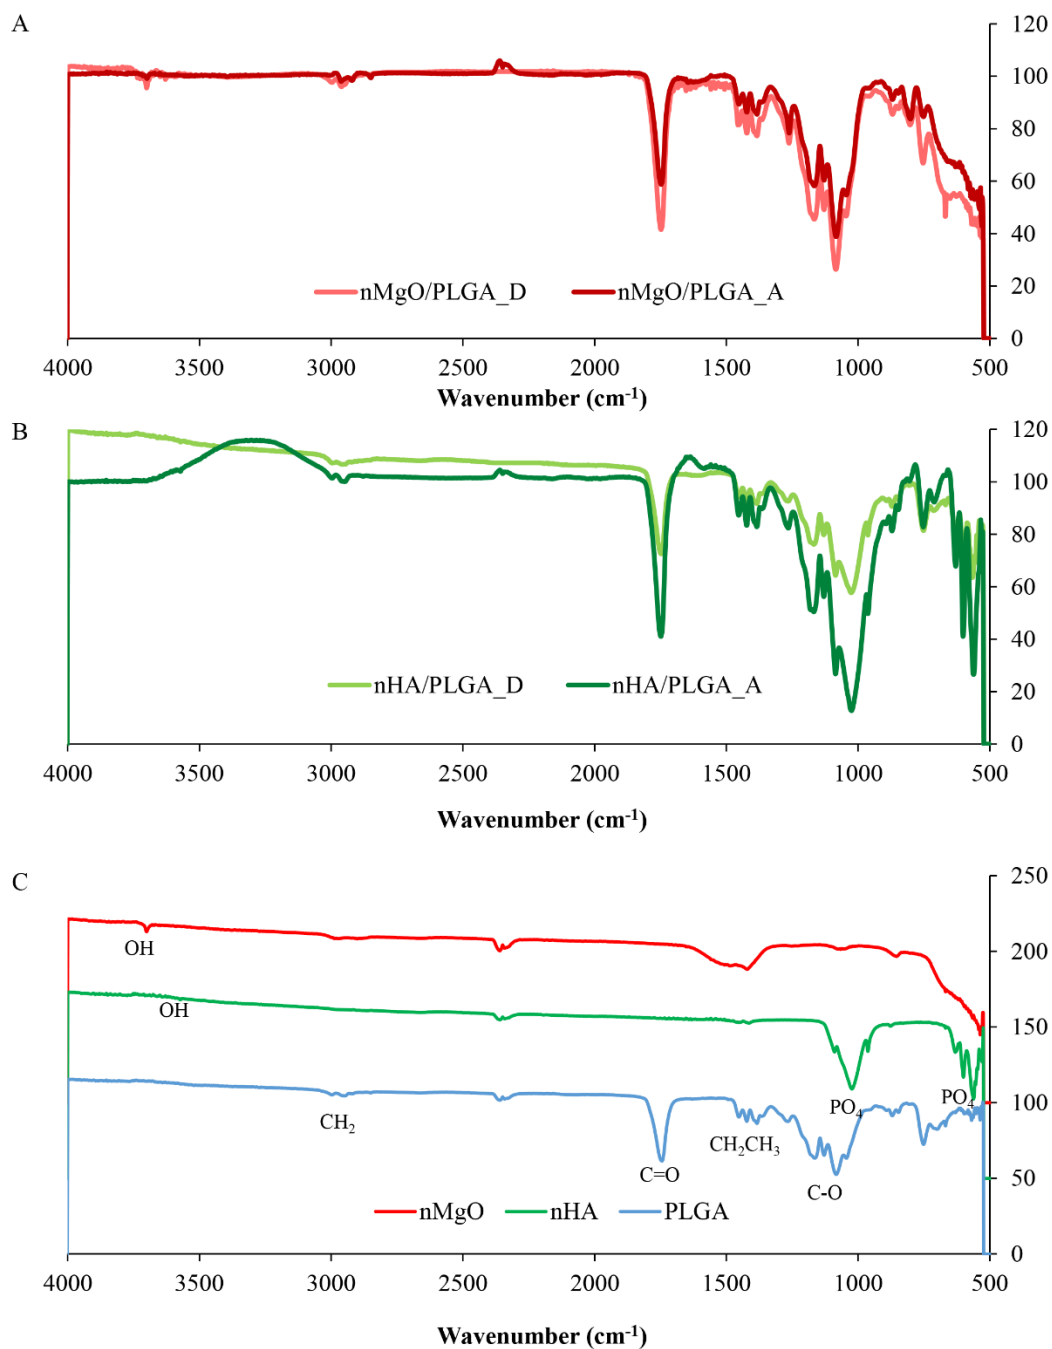 A
120
100
80
60
40
20
0
nMgO/PLGA_D nMgO/PLGA_A
4000 3500 3000 2500 2000 1500 1000 500
Wavenumber (cm⁻¹)
B
120
100
80
60
40
20
0
nHA/PLGA_D nHA/PLGA_A
4000 3500 3000 2500 2000 1500 1000 500
Wavenumber (cm⁻¹)
C
250
200
150
100
50
0
OH
OH
CH₂
C=O
CH₂CH₃
C-O
PO₄
PO₄
nMgO nHA PLGA
4000 3500 3000 2500 2000 1500 1000 500
Wavenumber (cm⁻¹)